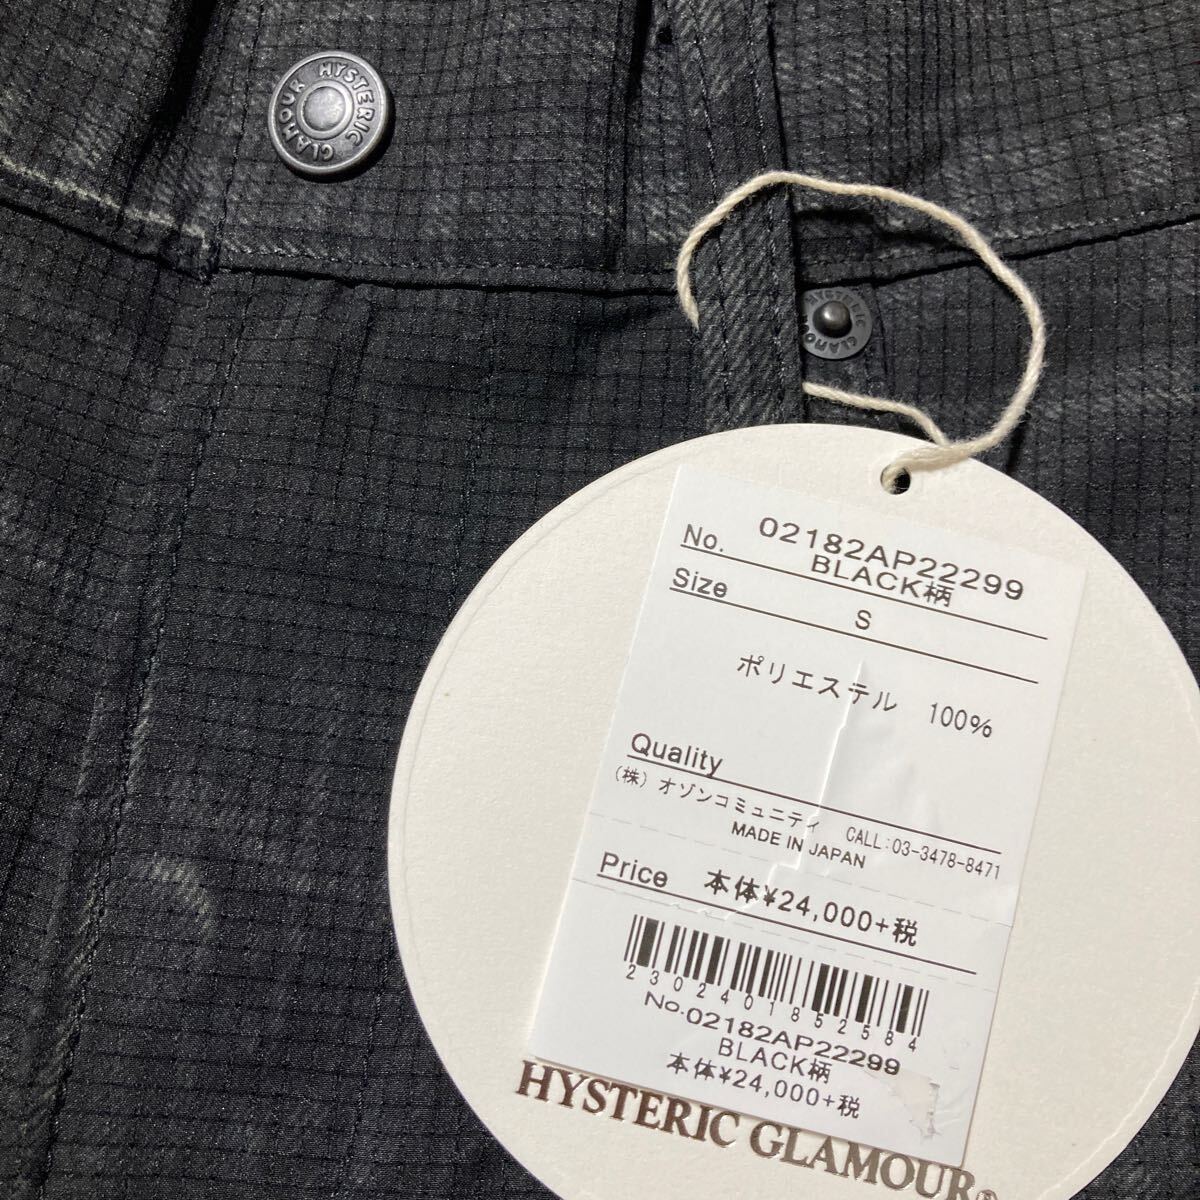 HYSTERIC GLAMOUR
HYSTERIC GLAMOUR
No. 02182AP22299
BLACK柄
Size S
ポリエステル 100%
Quality
(株) オゾンコミュニティ CALL:03-3478-8471
MADE IN JAPAN
Price 本体¥24,000+税
2302401852584
No.02182AP22299
BLACK柄
本体¥24,000+税
HYSTERIC GLAMOUR®